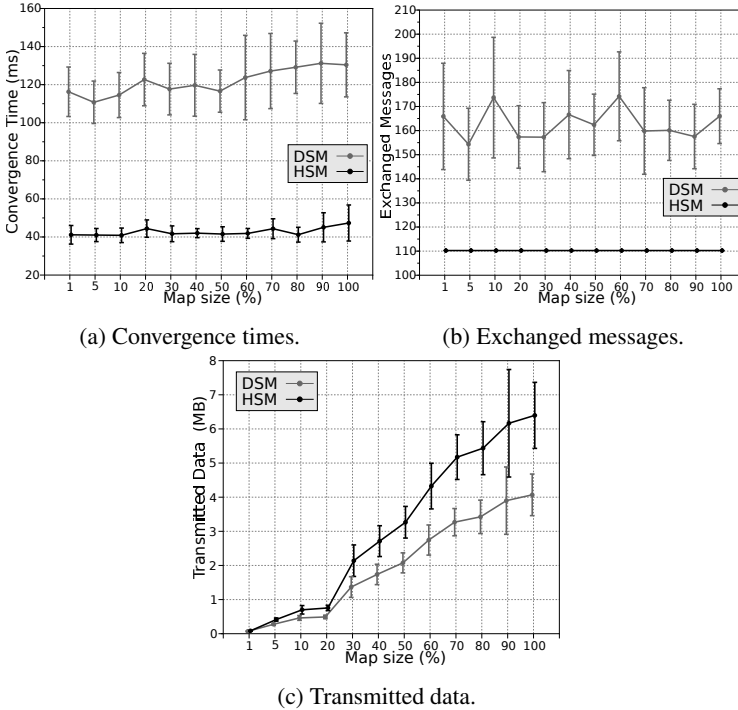 160
140
120
100
80
60
40
20
Convergence Time (ms)
DSM
HSM
1 5 10 20 30 40 50 60 70 80 90 100
Map size (%)
(a) Convergence times.
210
200
190
180
170
160
150
140
130
120
110
100
Exchanged Messages
DSM
HSM
1 5 10 20 30 40 50 60 70 80 90 100
Map size (%)
(b) Exchanged messages.
8
7
6
5
4
3
2
1
0
Transmitted Data (MB)
DSM
HSM
1 5 10 20 30 40 50 60 70 80 90 100
Map size (%)
(c) Transmitted data.